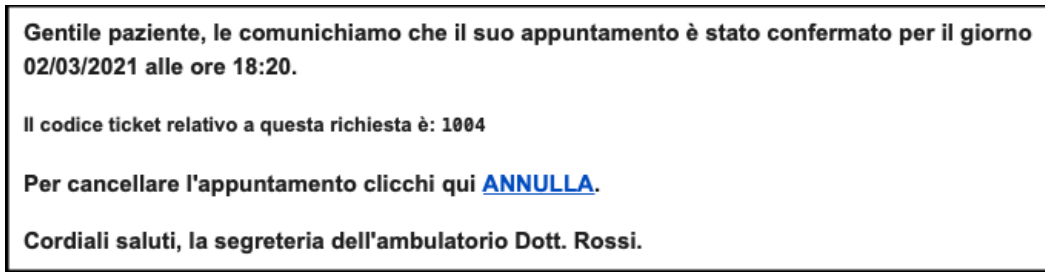 Gentile paziente, le comunichiamo che il suo appuntamento è stato confermato per il giorno
02/03/2021 alle ore 18:20.
Il codice ticket relativo a questa richiesta è: 1004
Per cancellare l'appuntamento clicchi qui ANNULLA.
Cordiali saluti, la segreteria dell'ambulatorio Dott. Rossi.